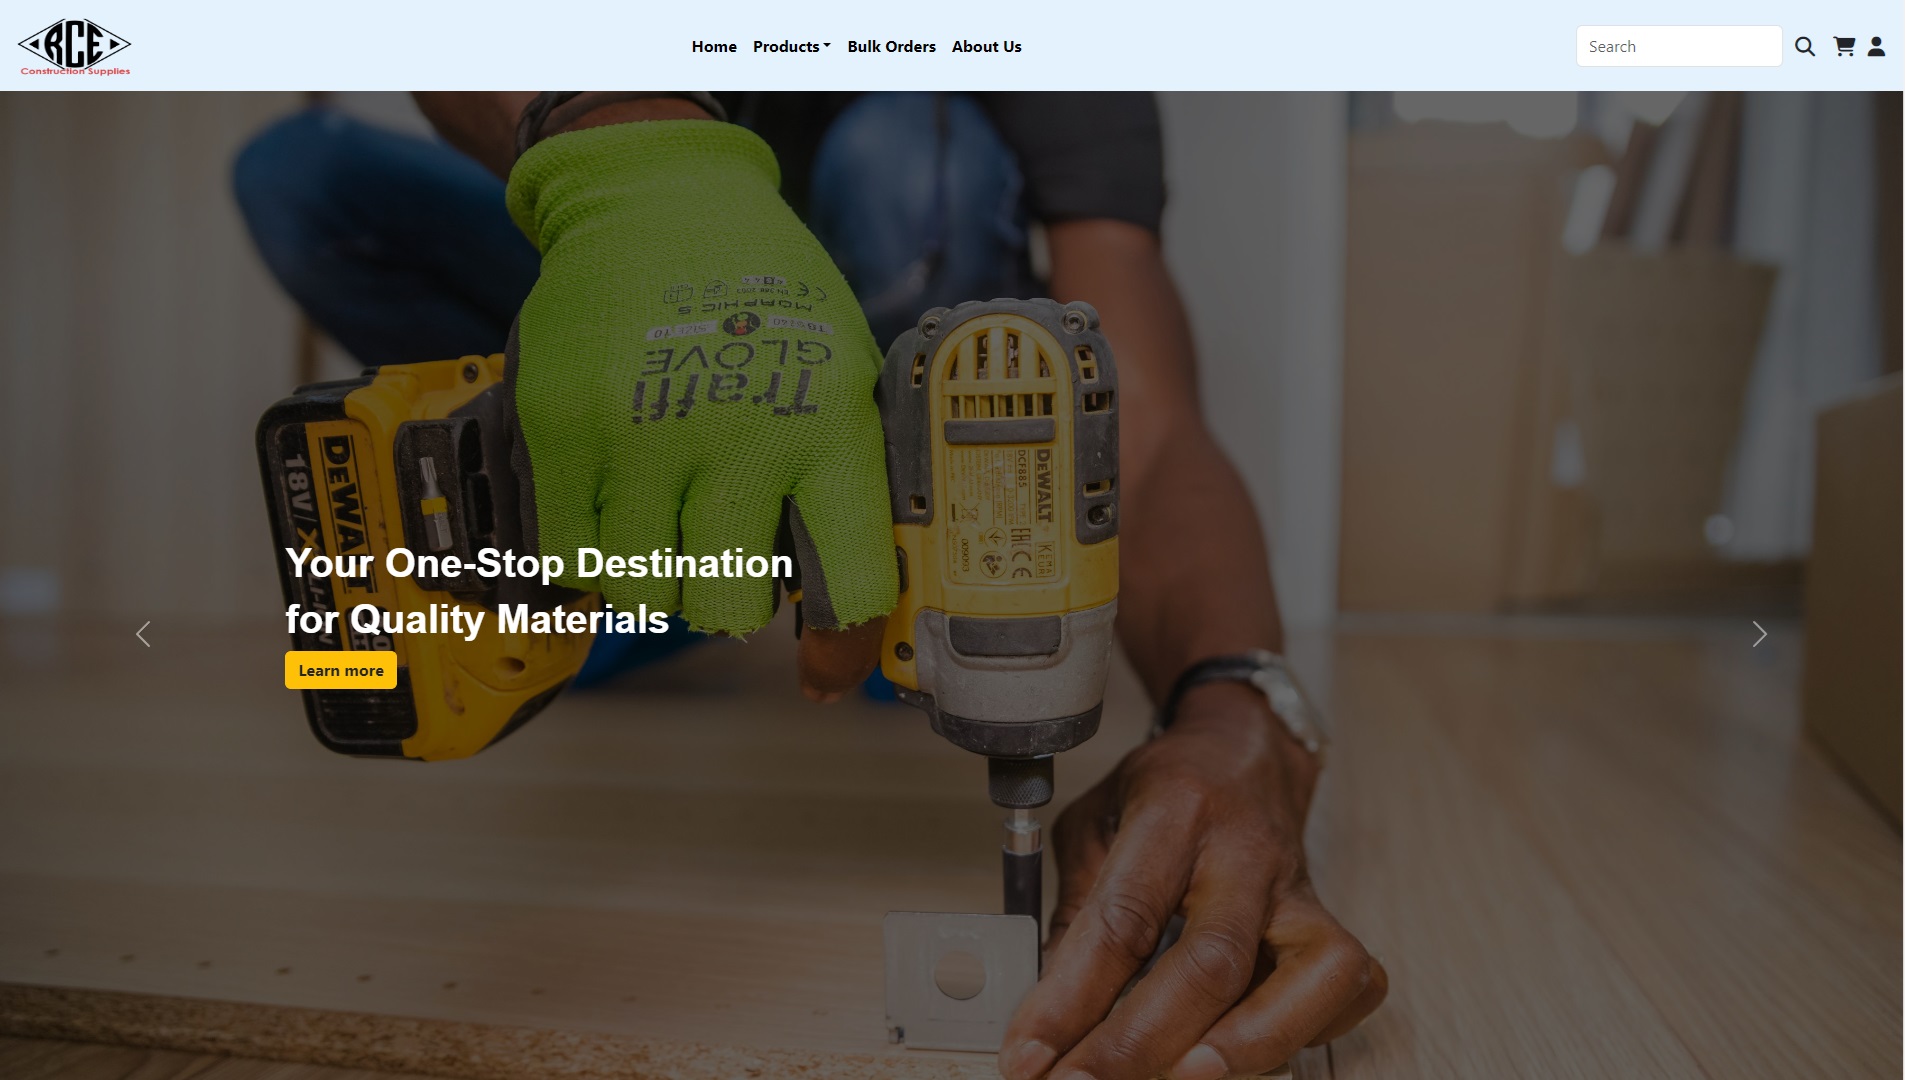 RCE
Construction Supplies
Home
Products
Bulk Orders
About Us
Search
Traffi
GLOVE
SIZE 10
MORPHIC 5
DEWALT
18V/X
DEWALT
DCF885
Your One-Stop Destination
for Quality Materials
Learn more